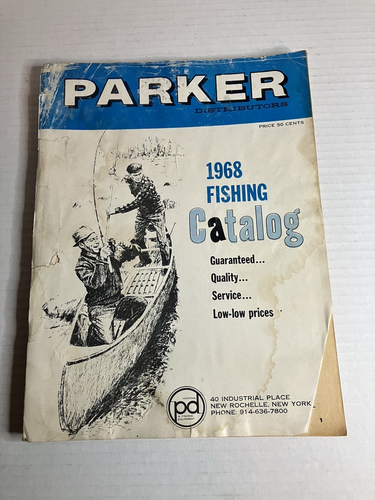 PARKER
DISTRIBUTORS
PRICE 50 CENTS
1968
FISHING
Catalog
Guaranteed...
Quality...
Service...
Low-low prices
pd
40 INDUSTRIAL PLACE
NEW ROCHELLE, NEW YORK
PHONE: 914-636-7800
1